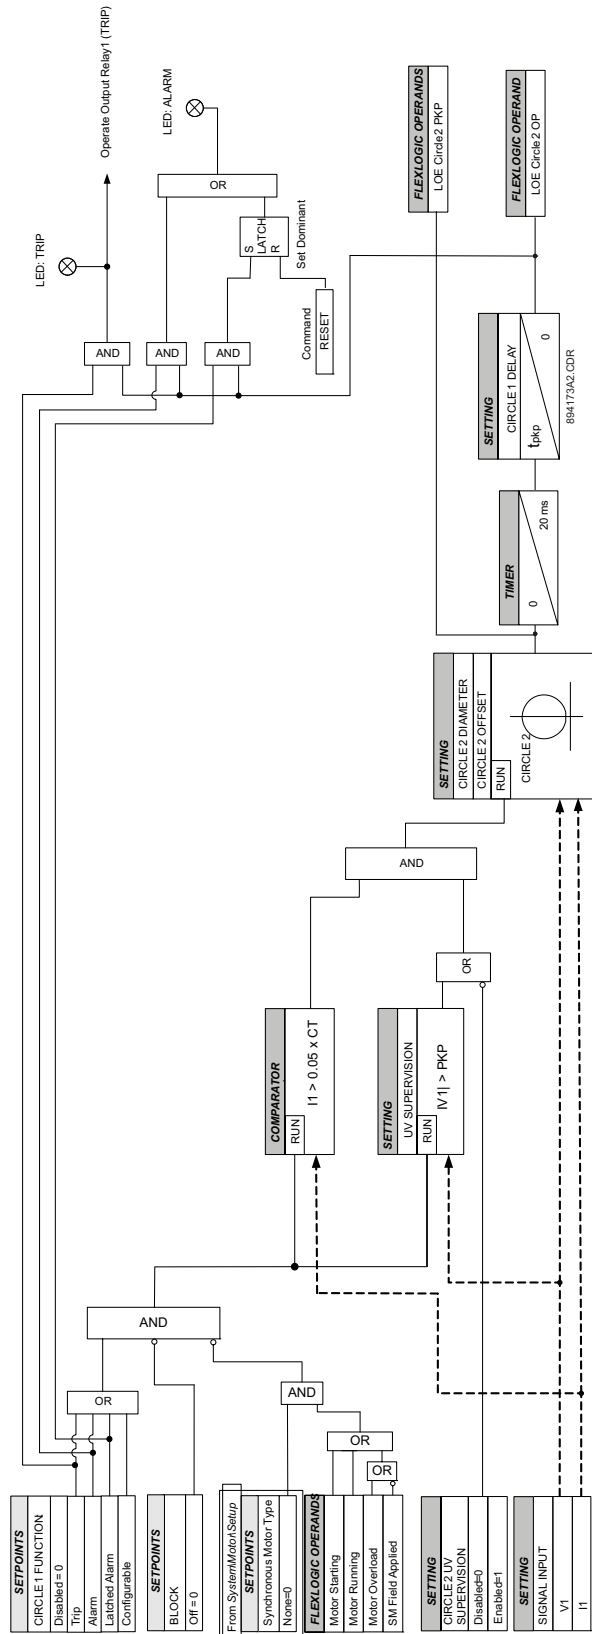 SETPOINTS
CIRCLE 1 FUNCTION
Disabled = 0
Trip
Alarm
Latched Alarm
Configurable
SETPOINTS
BLOCK
Off = 0
From System\Motor\Setup
SETPOINTS
Synchronous Motor Type
None=0
FLEXLOGIC OPERANDS
Motor Starting
Motor Running
Motor Overload
SM Field Applied
SETTING
CIRCLE 2 UV
SUPERVISION
Disabled=0
Enabled=1
SETTING
SIGNAL INPUT
V1
I1
OR
AND
AND
OR
OR
COMPARATOR
RUN
I1 > 0.05 x CT
SETTING
UV SUPERVISION
RUN
IV1| > PKP
OR
AND
SETTING
CIRCLE 2 DIAMETER
CIRCLE 2 OFFSET
RUN
CIRCLE 2
TIMER
0
20 ms
SETTING
CIRCLE 1 DELAY
tpkp
0
894173A2.CDR
AND
AND
AND
Command
RESET
S
LATCH
R
Set Dominant
OR
LED: TRIP
Operate Output Relay1 (TRIP)
LED: ALARM
FLEXLOGIC OPERANDS
LOE Circle2 PKP
FLEXLOGIC OPERAND
LOE Circle2 OP